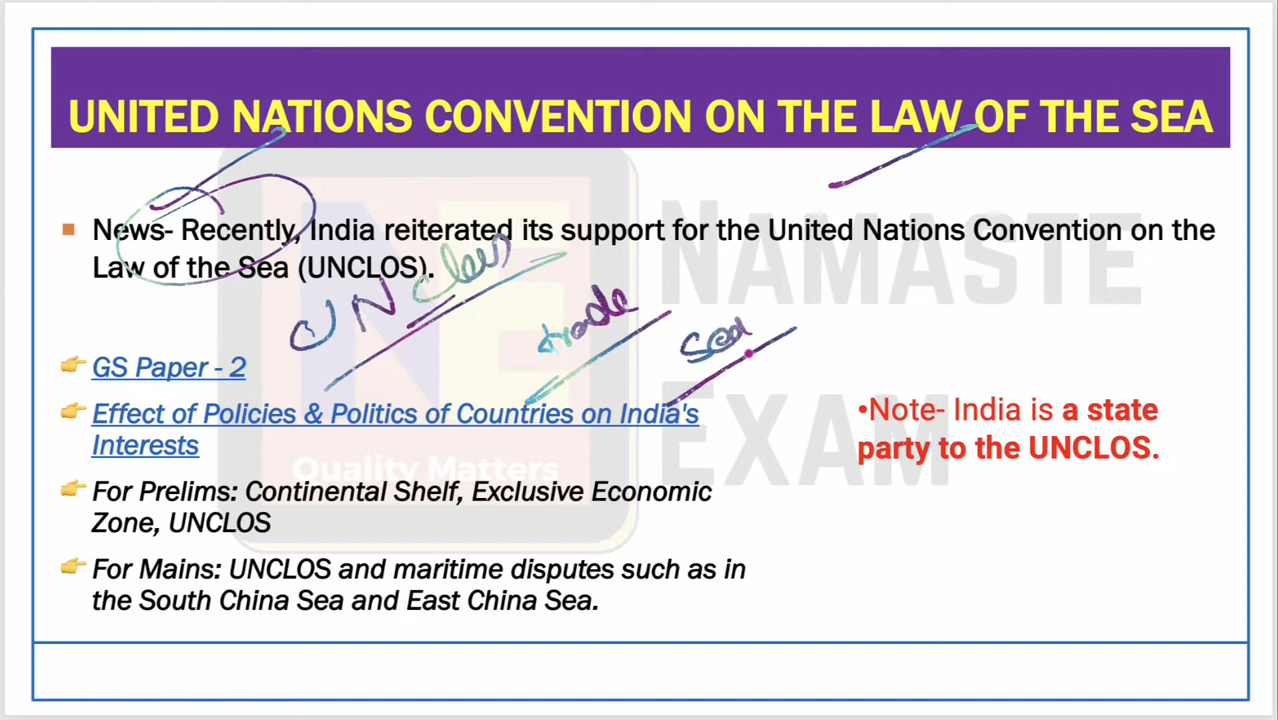 UNITED NATIONS CONVENTION ON THE LAW OF THE SEA
News- Recently, India reiterated its support for the United Nations Convention on the
Law of the Sea (UNCLOS).
UNclos
trade
sea
GS Paper - 2
Effect of Policies & Politics of Countries on India's
Interests
For Prelims: Continental Shelf, Exclusive Economic
Zone, UNCLOS
For Mains: UNCLOS and maritime disputes such as in
the South China Sea and East China Sea.
•Note- India is a state
party to the UNCLOS.
NAMASTE
EXAM
Quality Matters